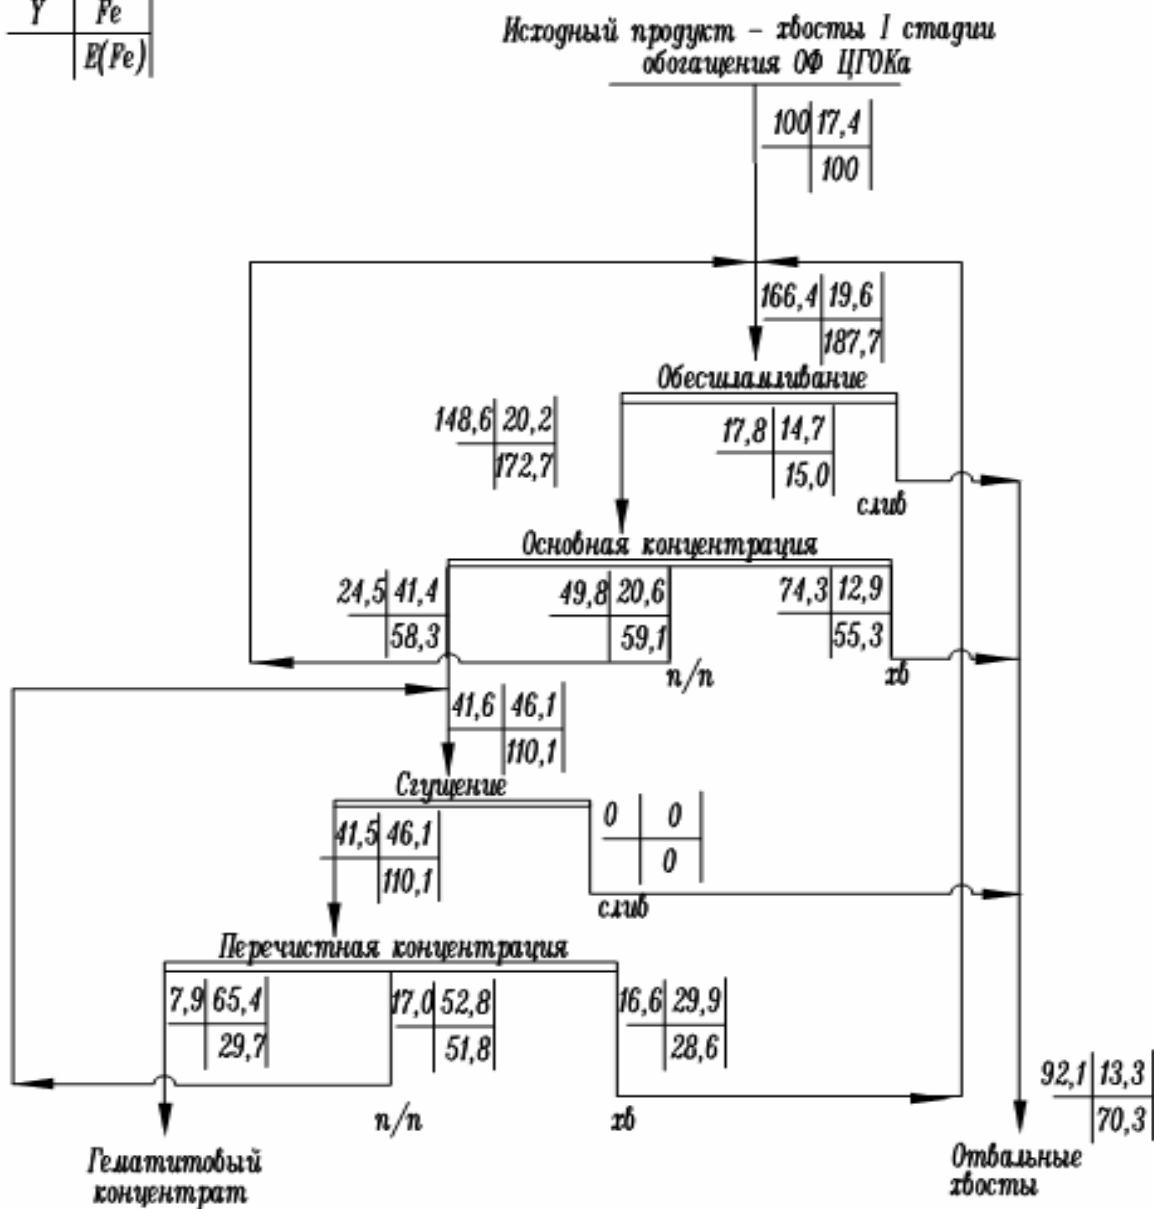 γ Fe
E(Fe)
Исходный продукт – хвосты I стадии
обогащения ОФ ЦГОКа
100 17,4
100
166,4 19,6
187,7
Обесшламливание
148,6 20,2
172,7
17,8 14,7
15,0
слив
Основная концентрация
24,5 41,4
58,3
49,8 20,6
59,1
74,3 12,9
55,3
п/п
хв
41,6 46,1
110,1
Сгущение
41,5 46,1
110,1
0 0
0
слив
Перечистная концентрация
7,9 65,4
29,7
17,0 52,8
51,8
16,6 29,9
28,6
92,1 13,3
70,3
п/п
хв
Гематитовый
концентрат
Отвальные
хвосты